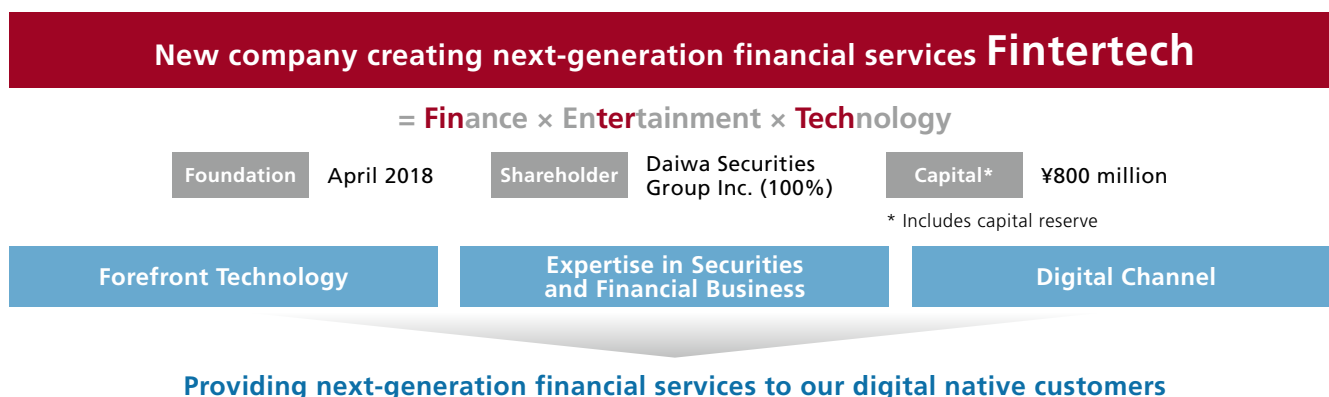 New company creating next-generation financial services Fintertech
= Finance × Entertainment × Technology
Foundation April 2018 Shareholder Daiwa Securities Group Inc. (100%) Capital* ¥800 million
* Includes capital reserve
Forefront Technology
Expertise in Securities
and Financial Business
Digital Channel
Providing next-generation financial services to our digital native customers